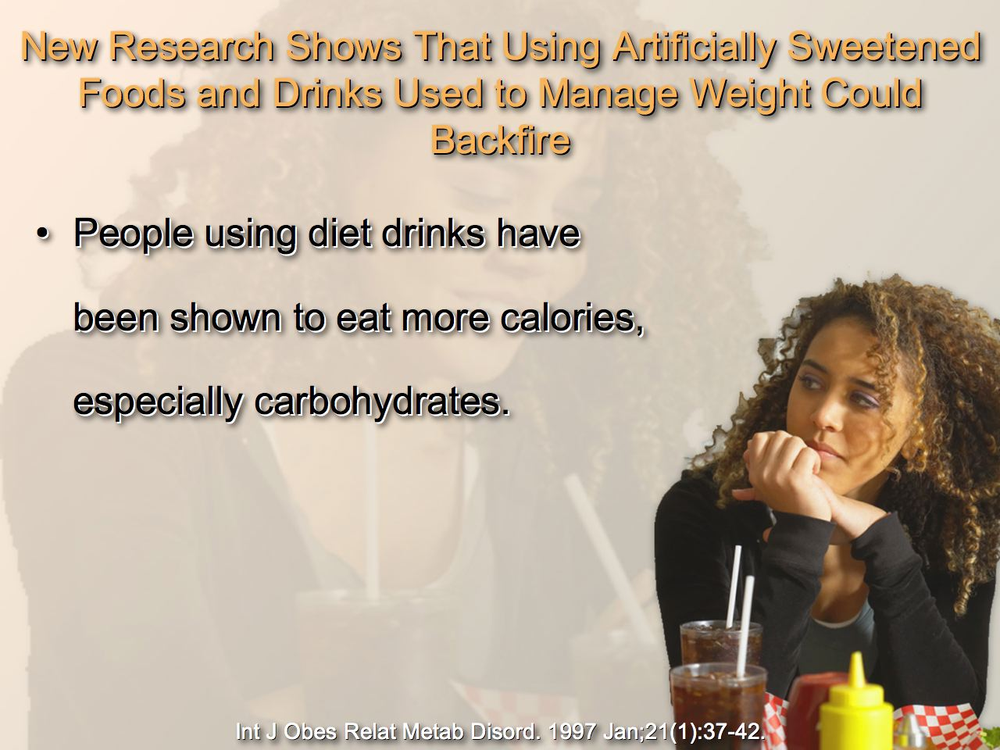 New Research Shows That Using Artificially Sweetened
Foods and Drinks Used to Manage Weight Could
Backfire
• People using diet drinks have
been shown to eat more calories,
especially carbohydrates.
Int J Obes Relat Metab Disord. 1997 Jan;21(1):37-42.